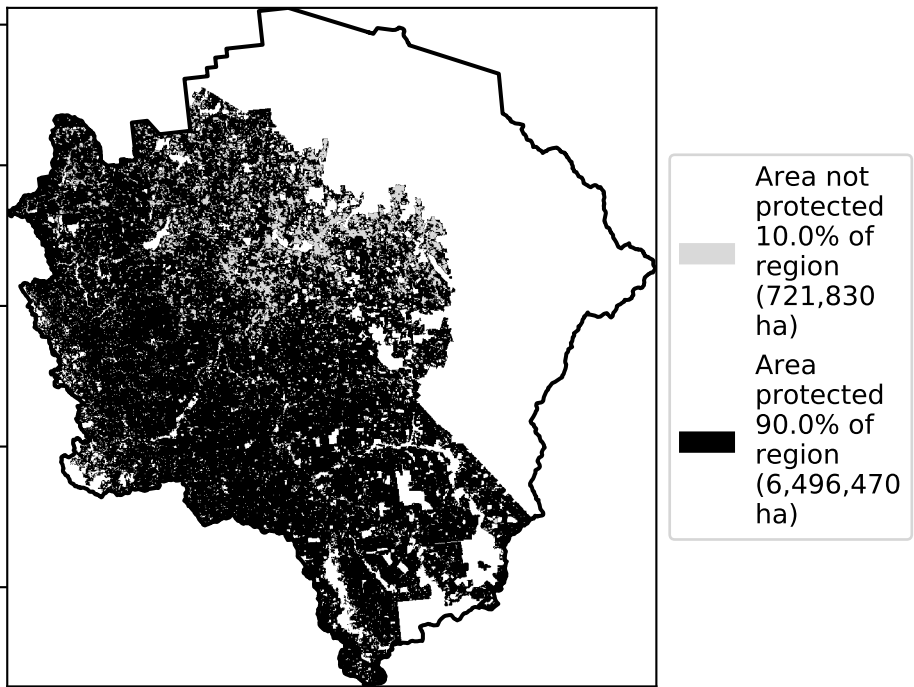 Area not
protected
10.0% of
region
(721,830
ha)
Area
protected
90.0% of
region
(6,496,470
ha)